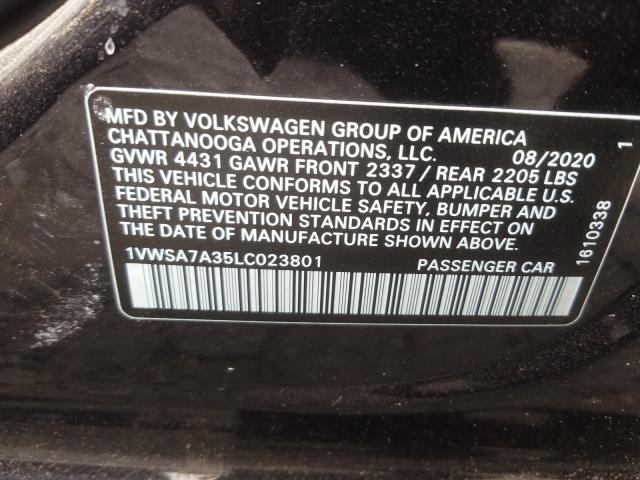 MFD BY VOLKSWAGEN GROUP OF AMERICA
CHATTANOOGA OPERATIONS, LLC. 08/2020 1
GVWR 4431 GAWR FRONT 2337 / REAR 2205 LBS
THIS VEHICLE CONFORMS TO ALL APPLICABLE U.S.
FEDERAL MOTOR VEHICLE SAFETY, BUMPER AND
THEFT PREVENTION STANDARDS IN EFFECT ON
THE DATE OF MANUFACTURE SHOWN ABOVE.
1VWSA7A35LC023801 PASSENGER CAR
1610338